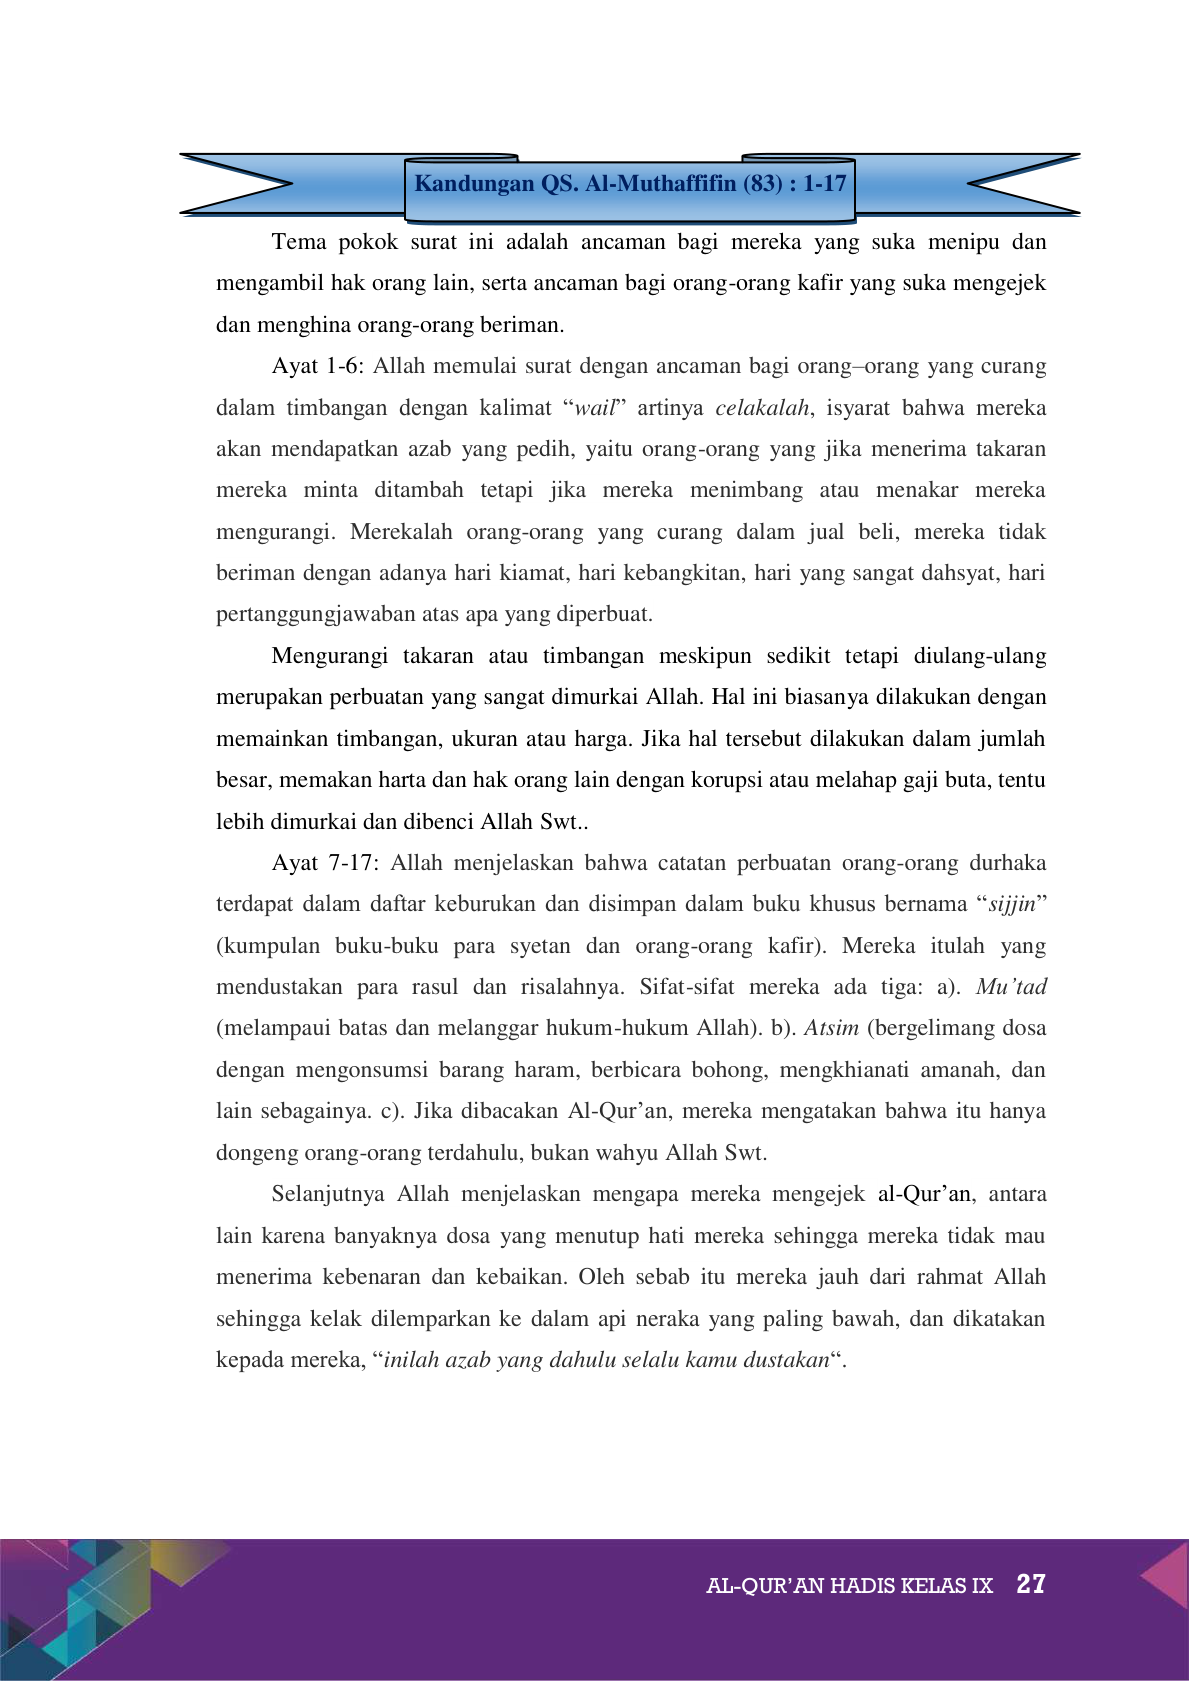 Kandungan QS. Al-Muthaffifin (83) : 1-17
Tema pokok surat ini adalah ancaman bagi mereka yang suka menipu dan
mengambil hak orang lain, serta ancaman bagi orang-orang kafir yang suka mengejek
dan menghina orang-orang beriman.
Ayat 1-6: Allah memulai surat dengan ancaman bagi orang–orang yang curang
dalam timbangan dengan kalimat “wail” artinya celakalah, isyarat bahwa mereka
akan mendapatkan azab yang pedih, yaitu orang-orang yang jika menerima takaran
mereka minta ditambah tetapi jika mereka menimbang atau menakar mereka
mengurangi. Merekalah orang-orang yang curang dalam jual beli, mereka tidak
beriman dengan adanya hari kiamat, hari kebangkitan, hari yang sangat dahsyat, hari
pertanggungjawaban atas apa yang diperbuat.
Mengurangi takaran atau timbangan meskipun sedikit tetapi diulang-ulang
merupakan perbuatan yang sangat dimurkai Allah. Hal ini biasanya dilakukan dengan
memainkan timbangan, ukuran atau harga. Jika hal tersebut dilakukan dalam jumlah
besar, memakan harta dan hak orang lain dengan korupsi atau melahap gaji buta, tentu
lebih dimurkai dan dibenci Allah Swt..
Ayat 7-17: Allah menjelaskan bahwa catatan perbuatan orang-orang durhaka
terdapat dalam daftar keburukan dan disimpan dalam buku khusus bernama “sijjin”
(kumpulan buku-buku para syetan dan orang-orang kafir). Mereka itulah yang
mendustakan para rasul dan risalahnya. Sifat-sifat mereka ada tiga: a). Mu’tad
(melampaui batas dan melanggar hukum-hukum Allah). b). Atsim (bergelimang dosa
dengan mengonsumsi barang haram, berbicara bohong, mengkhianati amanah, dan
lain sebagainya. c). Jika dibacakan Al-Qur’an, mereka mengatakan bahwa itu hanya
dongeng orang-orang terdahulu, bukan wahyu Allah Swt.
Selanjutnya Allah menjelaskan mengapa mereka mengejek al-Qur’an, antara
lain karena banyaknya dosa yang menutup hati mereka sehingga mereka tidak mau
menerima kebenaran dan kebaikan. Oleh sebab itu mereka jauh dari rahmat Allah
sehingga kelak dilemparkan ke dalam api neraka yang paling bawah, dan dikatakan
kepada mereka, “inilah azab yang dahulu selalu kamu dustakan“.
AL-QUR’AN HADIS KELAS IX 27